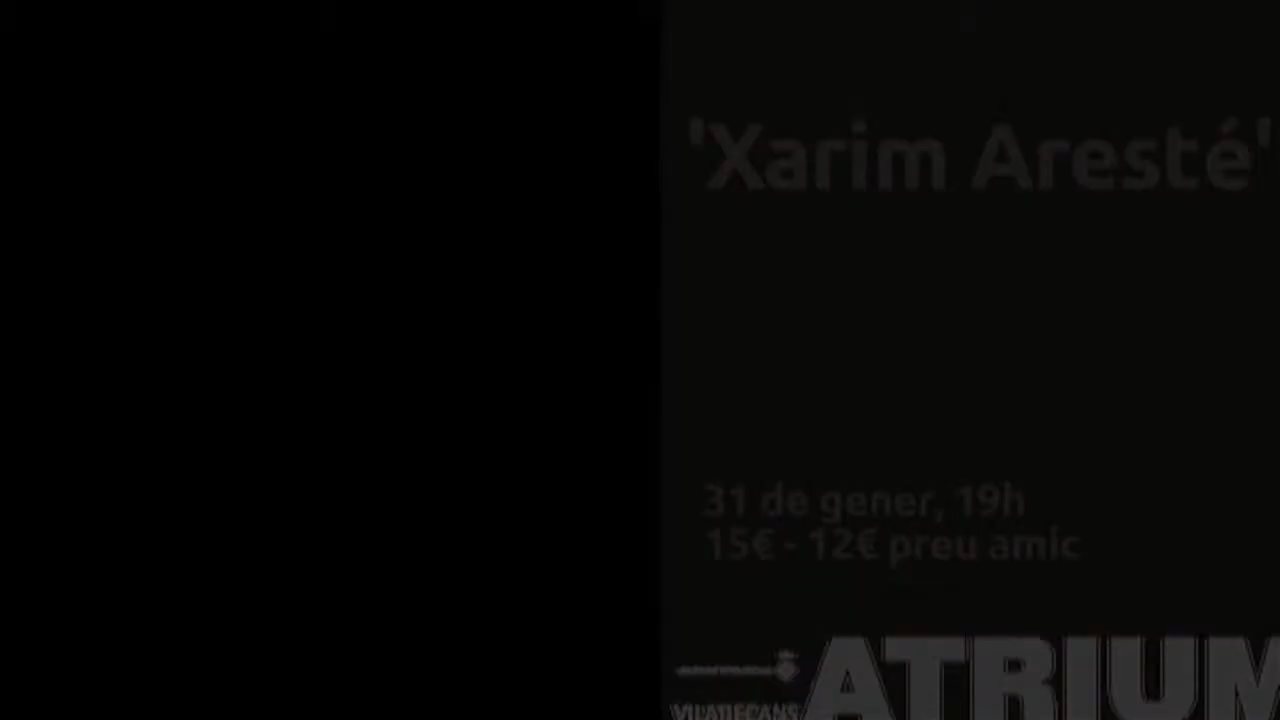 'Xarim Aresté'
31 de gener, 19h
15€ - 12€ preu amic
ATRIUM
VILADECANS